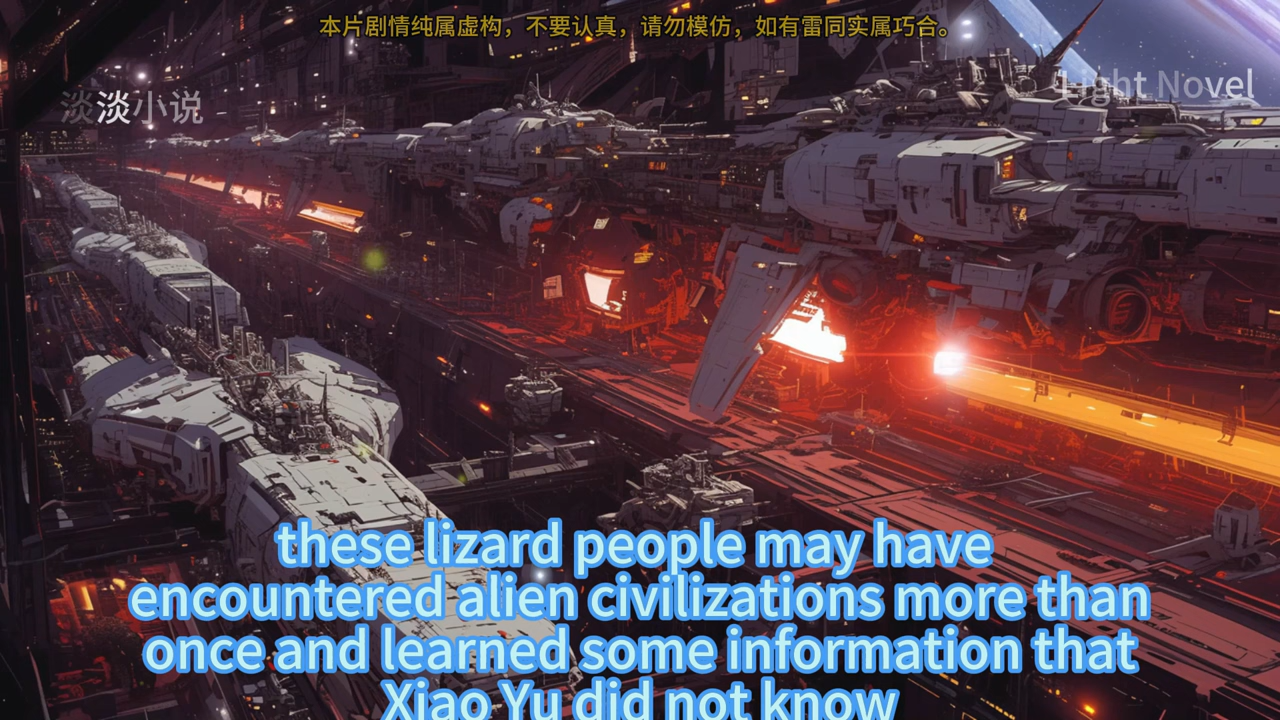 本片剧情纯属虚构，不要认真，请勿模仿，如有雷同实属巧合。
淡淡小说
Light Novel
these lizard people may have
encountered alien civilizations more than
once and learned some information that
Xiao Yu did not know